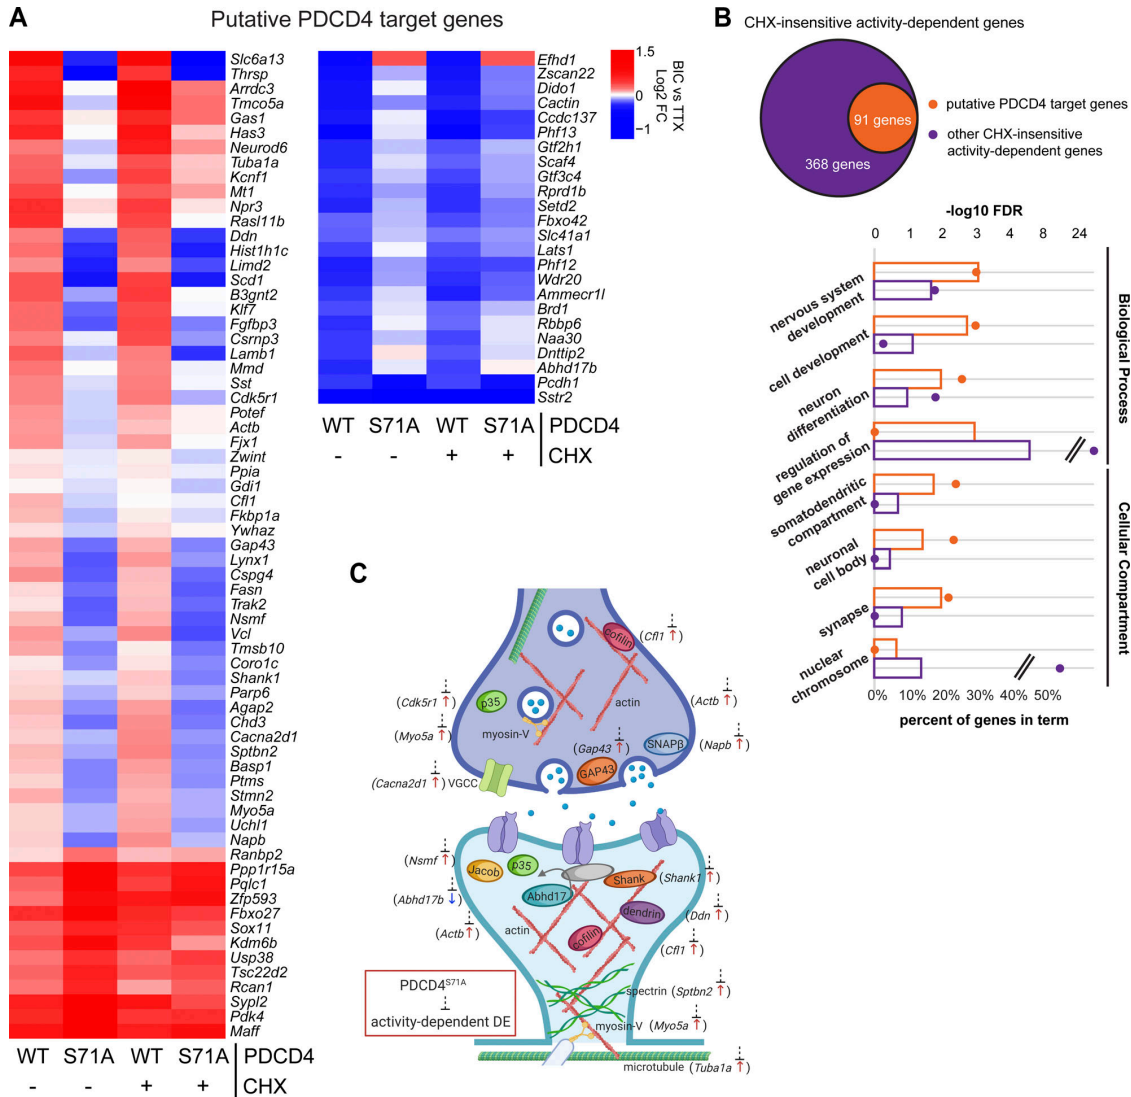 A
Putative PDCD4 target genes
Slc6a13
Thrsp
Arrdc3
Tmco5a
Gas1
Has3
Neurod6
Tuba1a
Kcnf1
Mt1
Npr3
Rasl11b
Ddn
Hist1h1c
Limd2
Scd1
B3gnt2
Klf7
Fgfbp3
Csrnp3
Lamb1
Mmd
Sst
Cdk5r1
Potef
Actb
Fjx1
Zwint
Ppia
Gdi1
Cfl1
Fkbp1a
Ywhaz
Gap43
Lynx1
Cspg4
Fasn
Trak2
Nsmf
Vcl
Tmsb10
Coro1c
Shank1
Parp6
Agap2
Chd3
Cacna2d1
Sptbn2
Basp1
Ptms
Stmn2
Myo5a
Uchl1
Napb
Ranbp2
Ppp1r15a
Pqlc1
Zfp593
Fbxo27
Sox11
Kdm6b
Usp38
Tsc22d2
Rcan1
Sypl2
Pdk4
Maff
WT S71A WT S71A PDCD4
- - + + CHX
Efhd1
Zscan22
Dido1
Cactin
Ccdc137
Phf13
Gtf2h1
Scaf4
Gtf3c4
Rprd1b
Setd2
Fbxo42
Slc41a1
Lats1
Phf12
Wdr20
Ammecr1l
Brd1
Rbbp6
Naa30
Dnttip2
Abhd17b
Pcdh1
Sstr2
WT S71A WT S71A PDCD4
- - + + CHX
1.5
0
−1
BIC vs TTX
Log2 FC
B
CHX-insensitive activity-dependent genes
91 genes
368 genes
putative PDCD4 target genes
other CHX-insensitive
activity-dependent genes
-log10 FDR
0 1 2 3 4 8 24
nervous system
development
cell development
neuron
differentiation
regulation of
gene expression
somatodendritic
compartment
neuronal
cell body
synapse
nuclear
chromosome
Biological
Process
Cellular Compartment
0% 10% 20% 30% 40% 50%
percent of genes in term
C
cofilin
(Cfl1 ↑)
(Cdk5r1 ↑)
p35
actin
(Actb ↑)
(Myo5a ↑)
myosin-V
(Gap43 ↑)
SNAPβ
(Napb ↑)
GAP43
(Cacna2d1 ↑) VGCC
(Nsmf ↑)
Jacob
p35
Shank
(Shank1 ↑)
(Abhd17b ↓)
Abhd17
dendrin
(Ddn ↑)
(Actb ↑)
actin
cofilin
(Cfl1 ↑)
PDCD4S71A
activity-dependent DE
spectrin (Sptbn2 ↑)
myosin-V (Myo5a ↑)
microtubule (Tuba1a ↑)